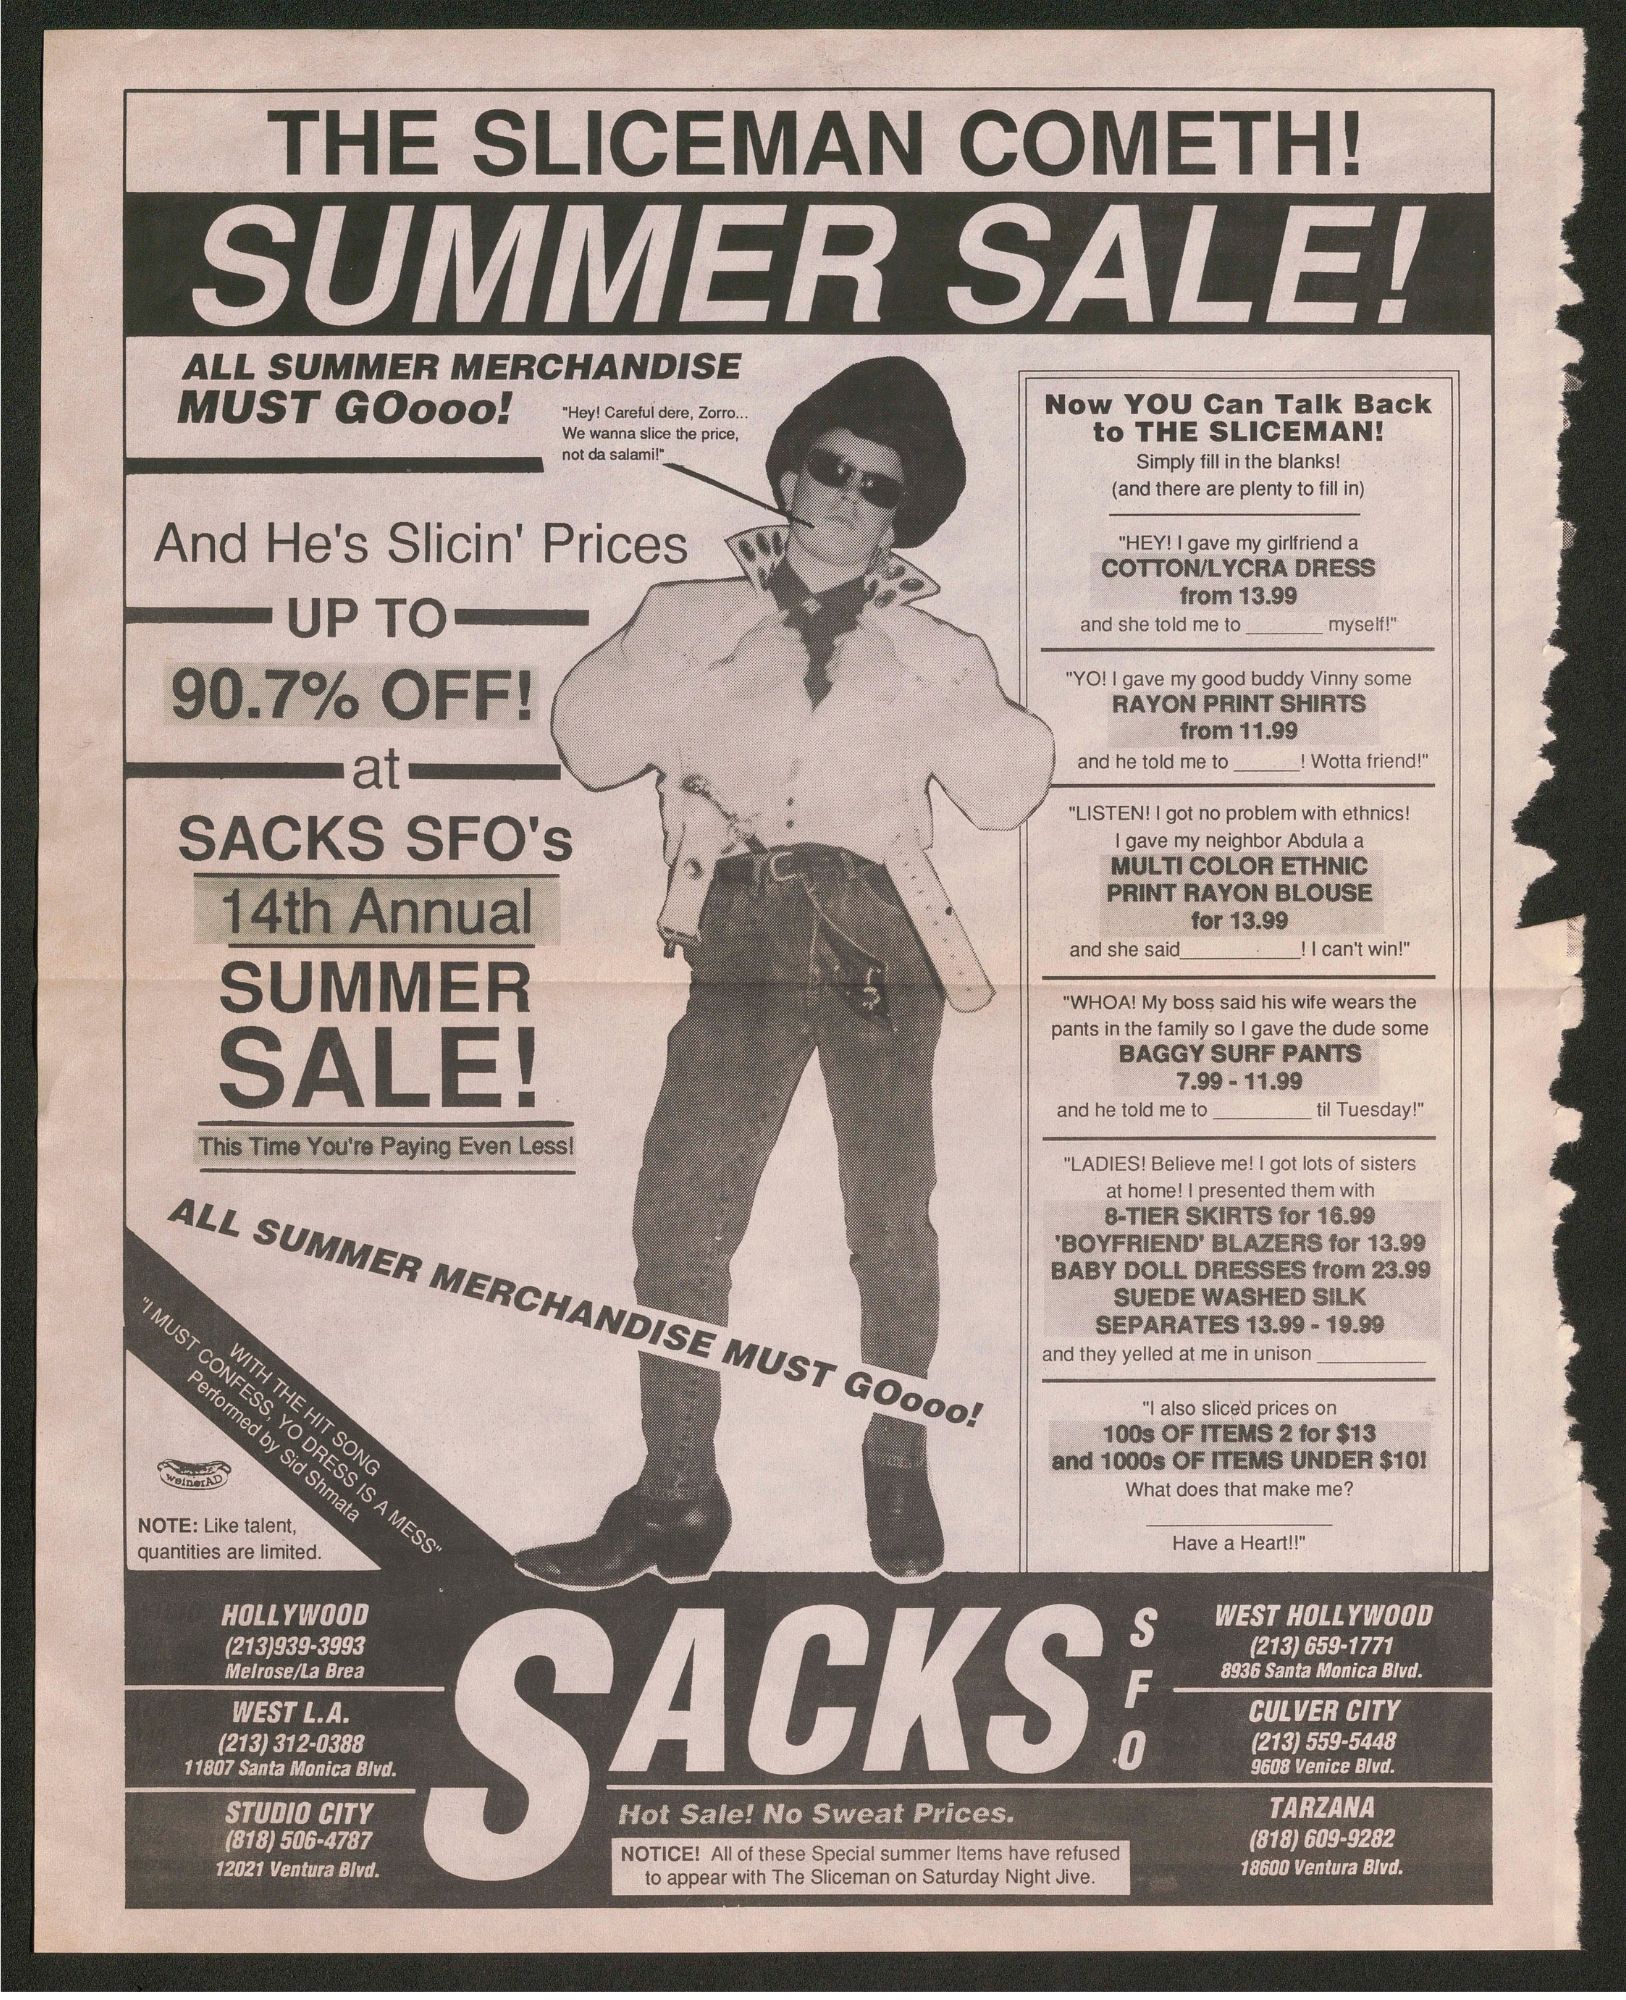 THE SLICEMAN COMETH!
SUMMER SALE!
ALL SUMMER MERCHANDISE
MUST GOoooo!
"Hey! Careful dere, Zorro...
We wanna slice the price,
not da salami!"
And He's Slicin' Prices
UP TO
90.7% OFF!
at
SACKS SFO's
14th Annual
SUMMER
SALE!
This Time You're Paying Even Less!
ALL SUMMER MERCHANDISE MUST GOoooo!
WITH THE HIT SONG
"I MUST CONFESS, YO DRESS IS A MESS"
Performed by Sid Shmata
weinerAD
NOTE: Like talent,
quantities are limited.
Now YOU Can Talk Back
to THE SLICEMAN!
Simply fill in the blanks!
(and there are plenty to fill in)
"HEY! I gave my girlfriend a
COTTON/LYCRA DRESS
from 13.99
and she told me to _______ myself!"
"YO! I gave my good buddy Vinny some
RAYON PRINT SHIRTS
from 11.99
and he told me to ______! Wotta friend!"
"LISTEN! I got no problem with ethnics!
I gave my neighbor Abdula a
MULTI COLOR ETHNIC
PRINT RAYON BLOUSE
for 13.99
and she said___________! I can't win!"
"WHOA! My boss said his wife wears the
pants in the family so I gave the dude some
BAGGY SURF PANTS
7.99 - 11.99
and he told me to _________ til Tuesday!"
"LADIES! Believe me! I got lots of sisters
at home! I presented them with
8-TIER SKIRTS for 16.99
'BOYFRIEND' BLAZERS for 13.99
BABY DOLL DRESSES from 23.99
SUEDE WASHED SILK
SEPARATES 13.99 - 19.99
and they yelled at me in unison __________
"I also sliced prices on
100s OF ITEMS 2 for $13
and 1000s OF ITEMS UNDER $10!
What does that make me?
_________________
Have a Heart!!"
HOLLYWOOD
(213)939-3993
Melrose/La Brea
WEST L.A.
(213) 312-0388
11807 Santa Monica Blvd.
STUDIO CITY
(818) 506-4787
12021 Ventura Blvd.
SACKS SFO
Hot Sale! No Sweat Prices.
NOTICE! All of these Special summer Items have refused
to appear with The Sliceman on Saturday Night Jive.
WEST HOLLYWOOD
(213) 659-1771
8936 Santa Monica Blvd.
CULVER CITY
(213) 559-5448
9608 Venice Blvd.
TARZANA
(818) 609-9282
18600 Ventura Blvd.